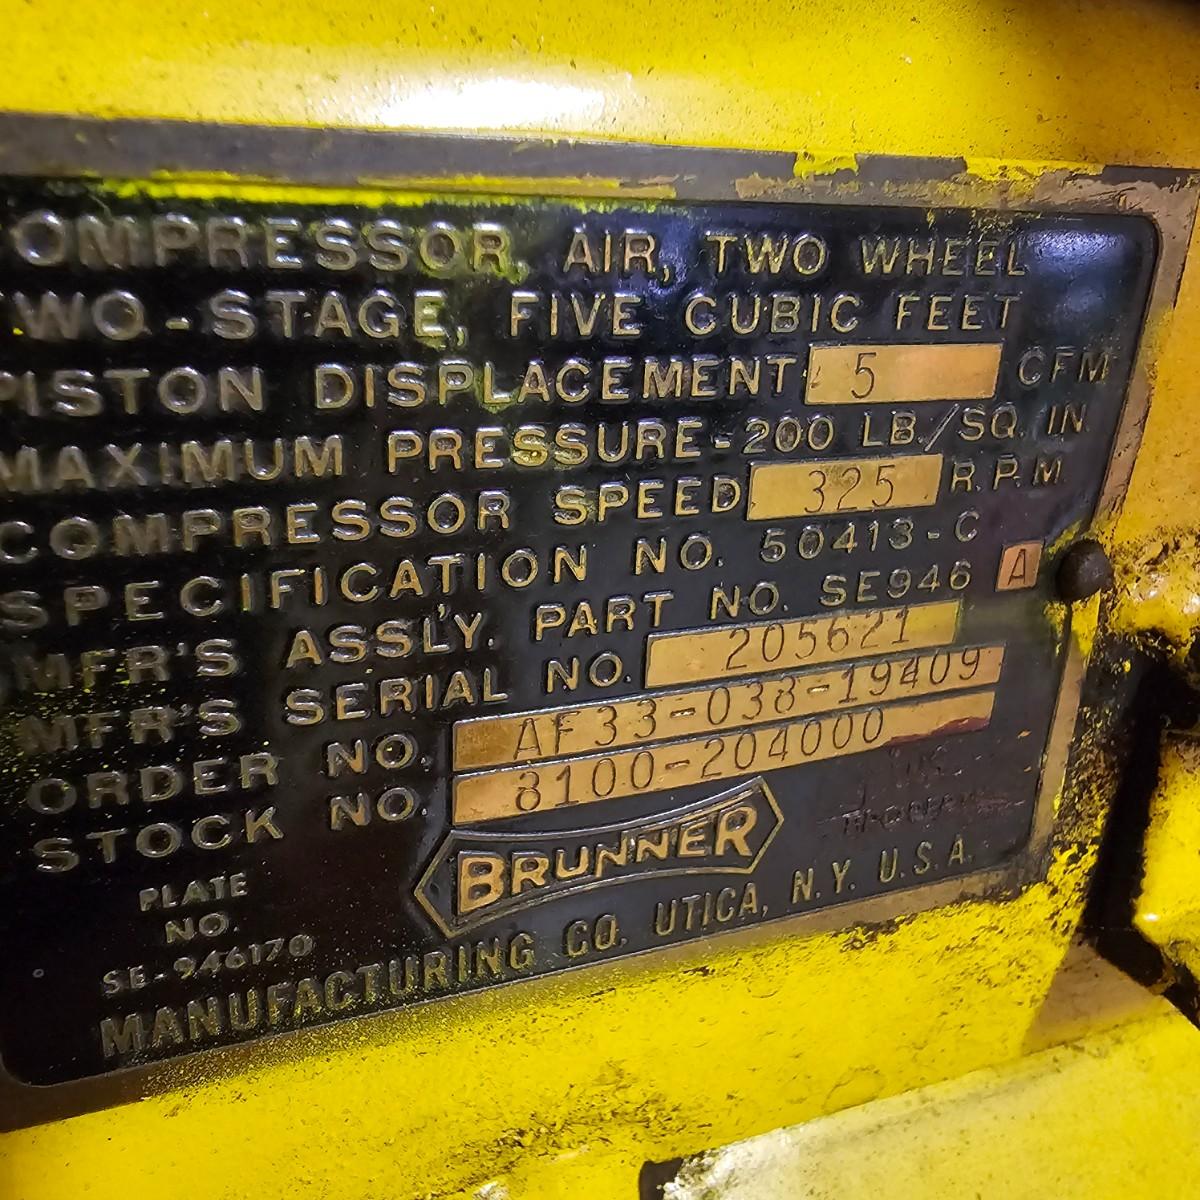 OMPRESSOR, AIR, TWO WHEEL
WO-STAGE, FIVE CUBIC FEET
PISTON DISPLACEMENT 5 CFM
MAXIMUM PRESSURE-200 LB./SQ. IN.
COMPRESSOR SPEED 325 R.P.M.
SPECIFICATION NO. 50413-C
MFR'S ASS'LY. PART NO. SE946 A
MFR'S SERIAL NO. 205621
ORDER NO. AF33-038-19409
STOCK NO. 8100-204000
PLATE
NO.
SE-946170
BRUNNER
MANUFACTURING CO. UTICA, N.Y. U.S.A.